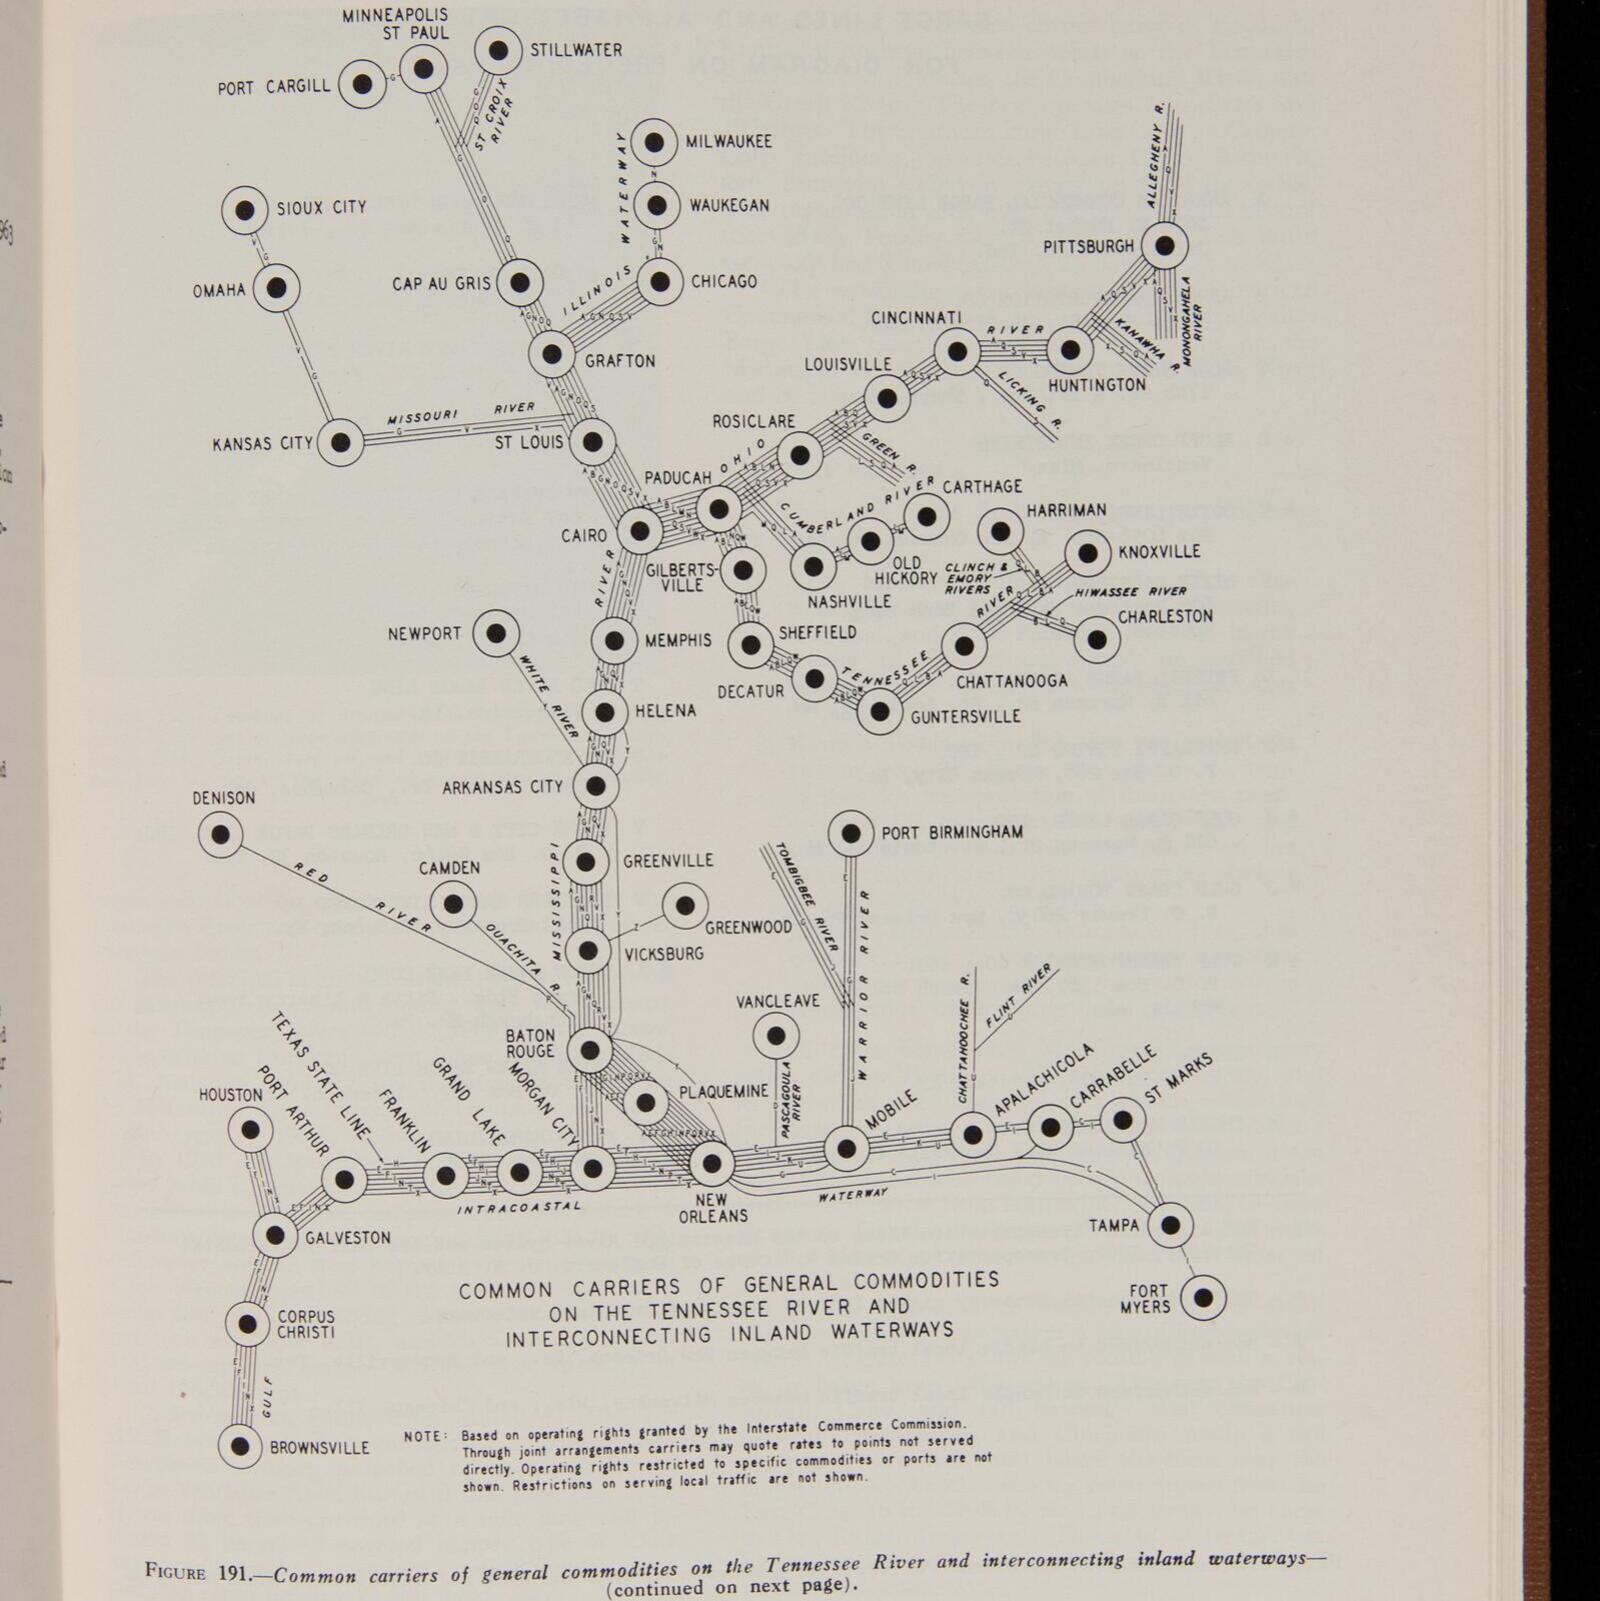 MINNEAPOLIS
ST PAUL
STILLWATER
PORT CARGILL
ST CROIX
RIVER
MILWAUKEE
WATERWAY
WAUKEGAN
ALLEGHENY R.
SIOUX CITY
PITTSBURGH
OMAHA
CAP AU GRIS
ILLINOIS
CHICAGO
MONONGAHELA
RIVER
CINCINNATI
RIVER
KANAWHA R.
GRAFTON
LOUISVILLE
HUNTINGTON
LICKING R.
MISSOURI RIVER
ROSICLARE
KANSAS CITY
ST LOUIS
OHIO
GREEN R.
PADUCAH
CUMBERLAND RIVER
CARTHAGE
HARRIMAN
CAIRO
KNOXVILLE
GILBERTS-
VILLE
OLD
HICKORY
CLINCH &
EMORY
RIVERS
RIVER
NASHVILLE
RIVER
HIWASSEE RIVER
NEWPORT
MEMPHIS
SHEFFIELD
CHARLESTON
WHITE RIVER
TENNESSEE
CHATTANOOGA
DECATUR
HELENA
GUNTERSVILLE
ARKANSAS CITY
DENISON
PORT BIRMINGHAM
RED RIVER
CAMDEN
MISSISSIPPI
GREENVILLE
TOMBIGBEE RIVER
WARRIOR RIVER
OUACHITA R.
GREENWOOD
VICKSBURG
VANCLEAVE
CHATTAHOOCHEE R.
FLINT RIVER
BATON
ROUGE
TEXAS STATE LINE
PORT ARTHUR
HOUSTON
FRANKLIN
GRAND LAKE
MORGAN CITY
PLAQUEMINE
PASCAGOULA
RIVER
MOBILE
APALACHICOLA
CARRABELLE
ST MARKS
INTRACOASTAL
NEW
ORLEANS
WATERWAY
TAMPA
GALVESTON
FORT
MYERS
CORPUS
CHRISTI
GULF
BROWNSVILLE
COMMON CARRIERS OF GENERAL COMMODITIES
ON THE TENNESSEE RIVER AND
INTERCONNECTING INLAND WATERWAYS
NOTE: Based on operating rights granted by the Interstate Commerce Commission.
Through joint arrangements carriers may quote rates to points not served
directly. Operating rights restricted to specific commodities or ports are not
shown. Restrictions on serving local traffic are not shown.
FIGURE 191.—Common carriers of general commodities on the Tennessee River and interconnecting inland waterways—
(continued on next page).